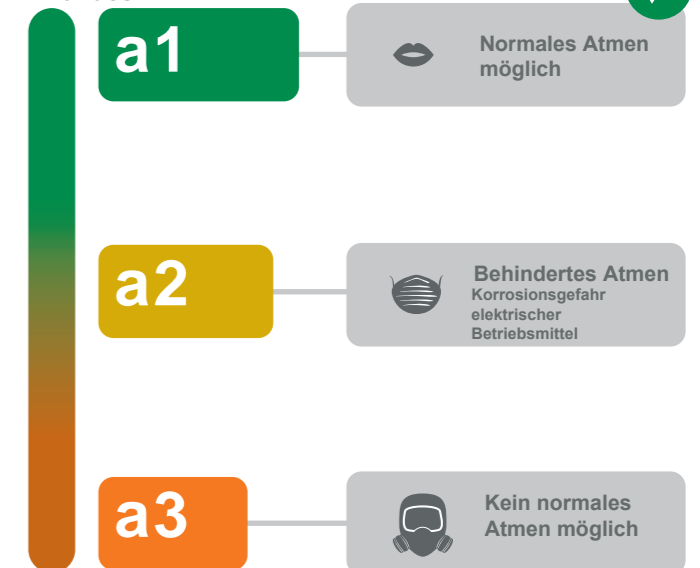 a1
Normales Atmen
möglich
a2
Behindertes Atmen
Korrosionsgefahr
elektrischer
Betriebsmittel
a3
Kein normales
Atmen möglich